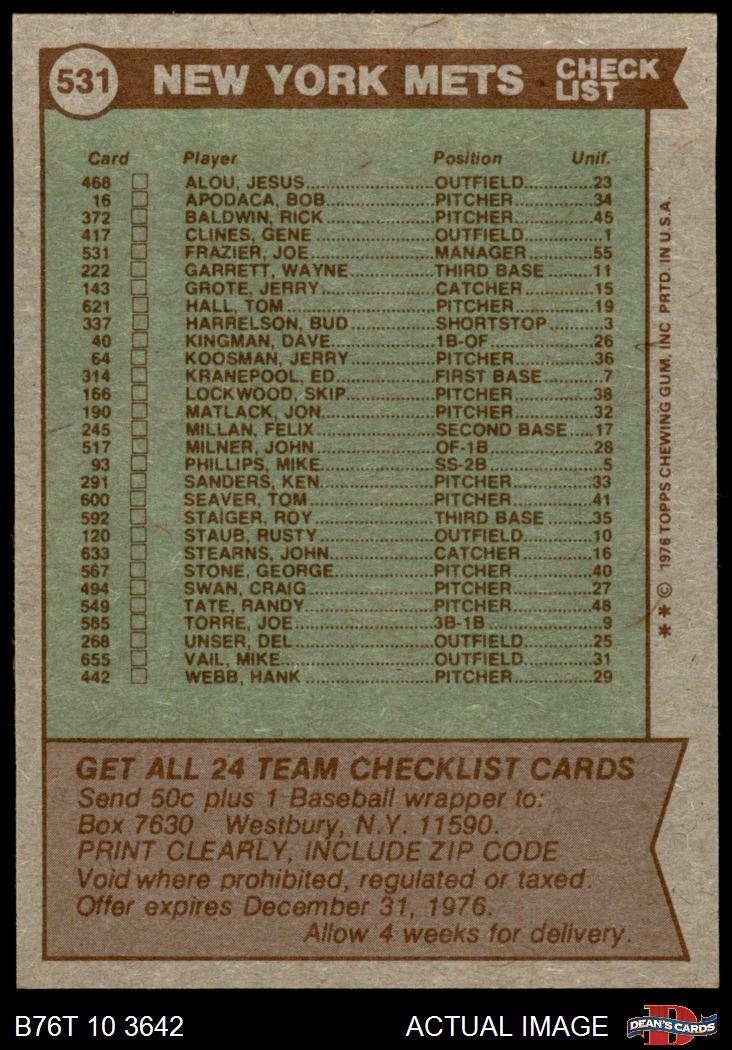 531 NEW YORK METS CHECK LIST
Card Player Position Unif.
468 ALOU, JESUS OUTFIELD 23
16 APODACA, BOB PITCHER 34
372 BALDWIN, RICK PITCHER 45
417 CLINES, GENE OUTFIELD 1
531 FRAZIER, JOE MANAGER 55
222 GARRETT, WAYNE THIRD BASE 11
143 GROTE, JERRY CATCHER 15
621 HALL, TOM PITCHER 19
337 HARRELSON, BUD SHORTSTOP 3
40 KINGMAN, DAVE 1B-OF 26
64 KOOSMAN, JERRY PITCHER 36
314 KRANEPOOL, ED FIRST BASE 7
166 LOCKWOOD, SKIP PITCHER 38
190 MATLACK, JON PITCHER 32
245 MILLAN, FELIX SECOND BASE 17
517 MILNER, JOHN OF-1B 28
93 PHILLIPS, MIKE SS-2B 5
291 SANDERS, KEN PITCHER 33
600 SEAVER, TOM PITCHER 41
592 STAIGER, ROY THIRD BASE 35
120 STAUB, RUSTY OUTFIELD 10
633 STEARNS, JOHN CATCHER 16
567 STONE, GEORGE PITCHER 40
494 SWAN, CRAIG PITCHER 27
549 TATE, RANDY PITCHER 48
585 TORRE, JOE 3B-1B 9
268 UNSER, DEL OUTFIELD 25
655 VAIL, MIKE OUTFIELD 31
442 WEBB, HANK PITCHER 29
* * © 1976 TOPPS CHEWING GUM, INC. PRTD. IN U.S.A.
GET ALL 24 TEAM CHECKLIST CARDS
Send 50c plus 1 Baseball wrapper to:
Box 7630 Westbury, N.Y. 11590.
PRINT CLEARLY, INCLUDE ZIP CODE
Void where prohibited, regulated or taxed.
Offer expires December 31, 1976.
Allow 4 weeks for delivery.
B76T 10 3642 ACTUAL IMAGE DEAN'S CARDS